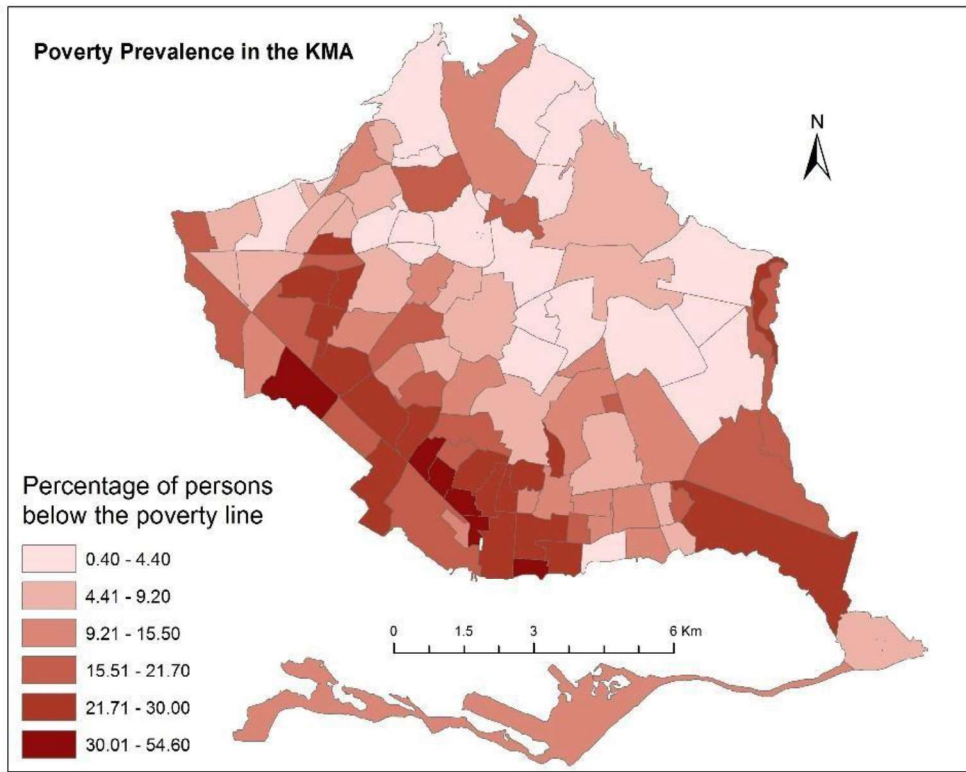 Poverty Prevalence in the KMA
N
Percentage of persons
below the poverty line
0.40 - 4.40
4.41 - 9.20
9.21 - 15.50
15.51 - 21.70
21.71 - 30.00
30.01 - 54.60
0 1.5 3 6 Km